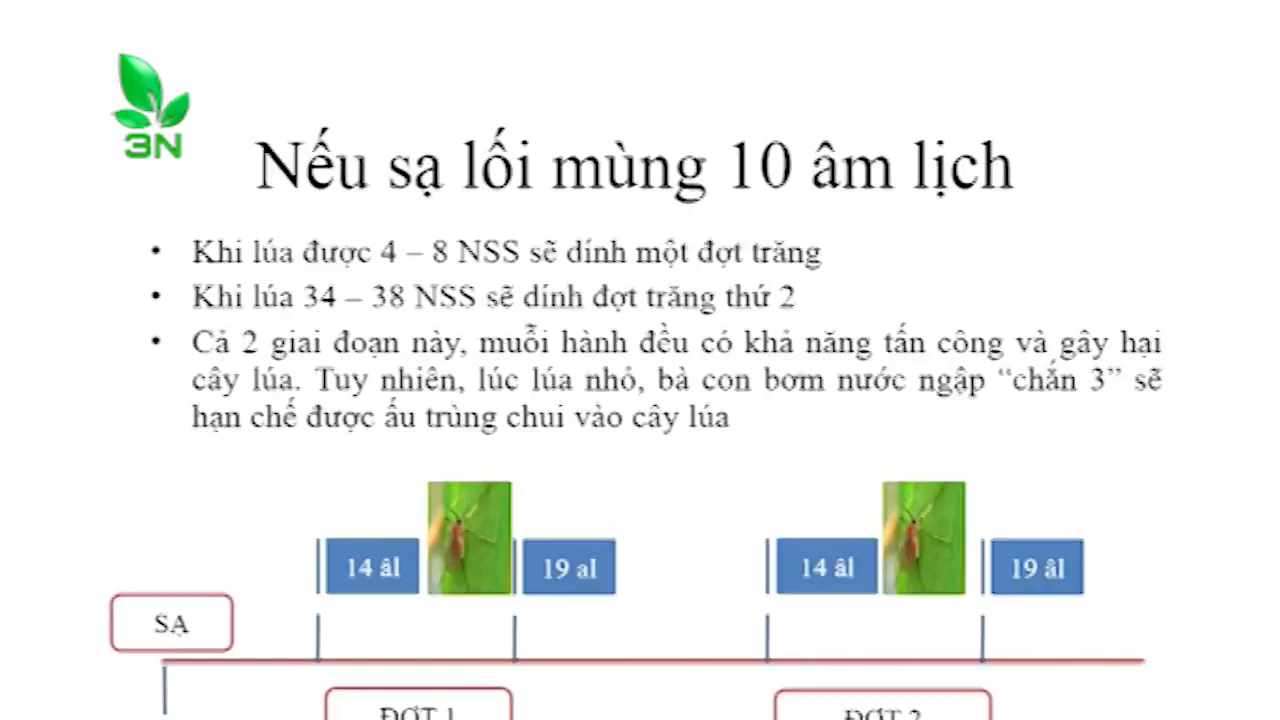 3N
Nếu sạ lối mùng 10 âm lịch
• Khi lúa được 4 – 8 NSS sẽ dính một đợt trăng
• Khi lúa 34 – 38 NSS sẽ dính đợt trăng thứ 2
• Cả 2 giai đoạn này, muỗi hành đều có khả năng tấn công và gây hại
cây lúa. Tuy nhiên, lúc lúa nhỏ, bà con bơm nước ngập “chắn 3” sẽ
hạn chế được ấu trùng chui vào cây lúa
14 âl 19 al 14 âl 19 âl
SẠ
ĐỢT 1 ĐỢT 2